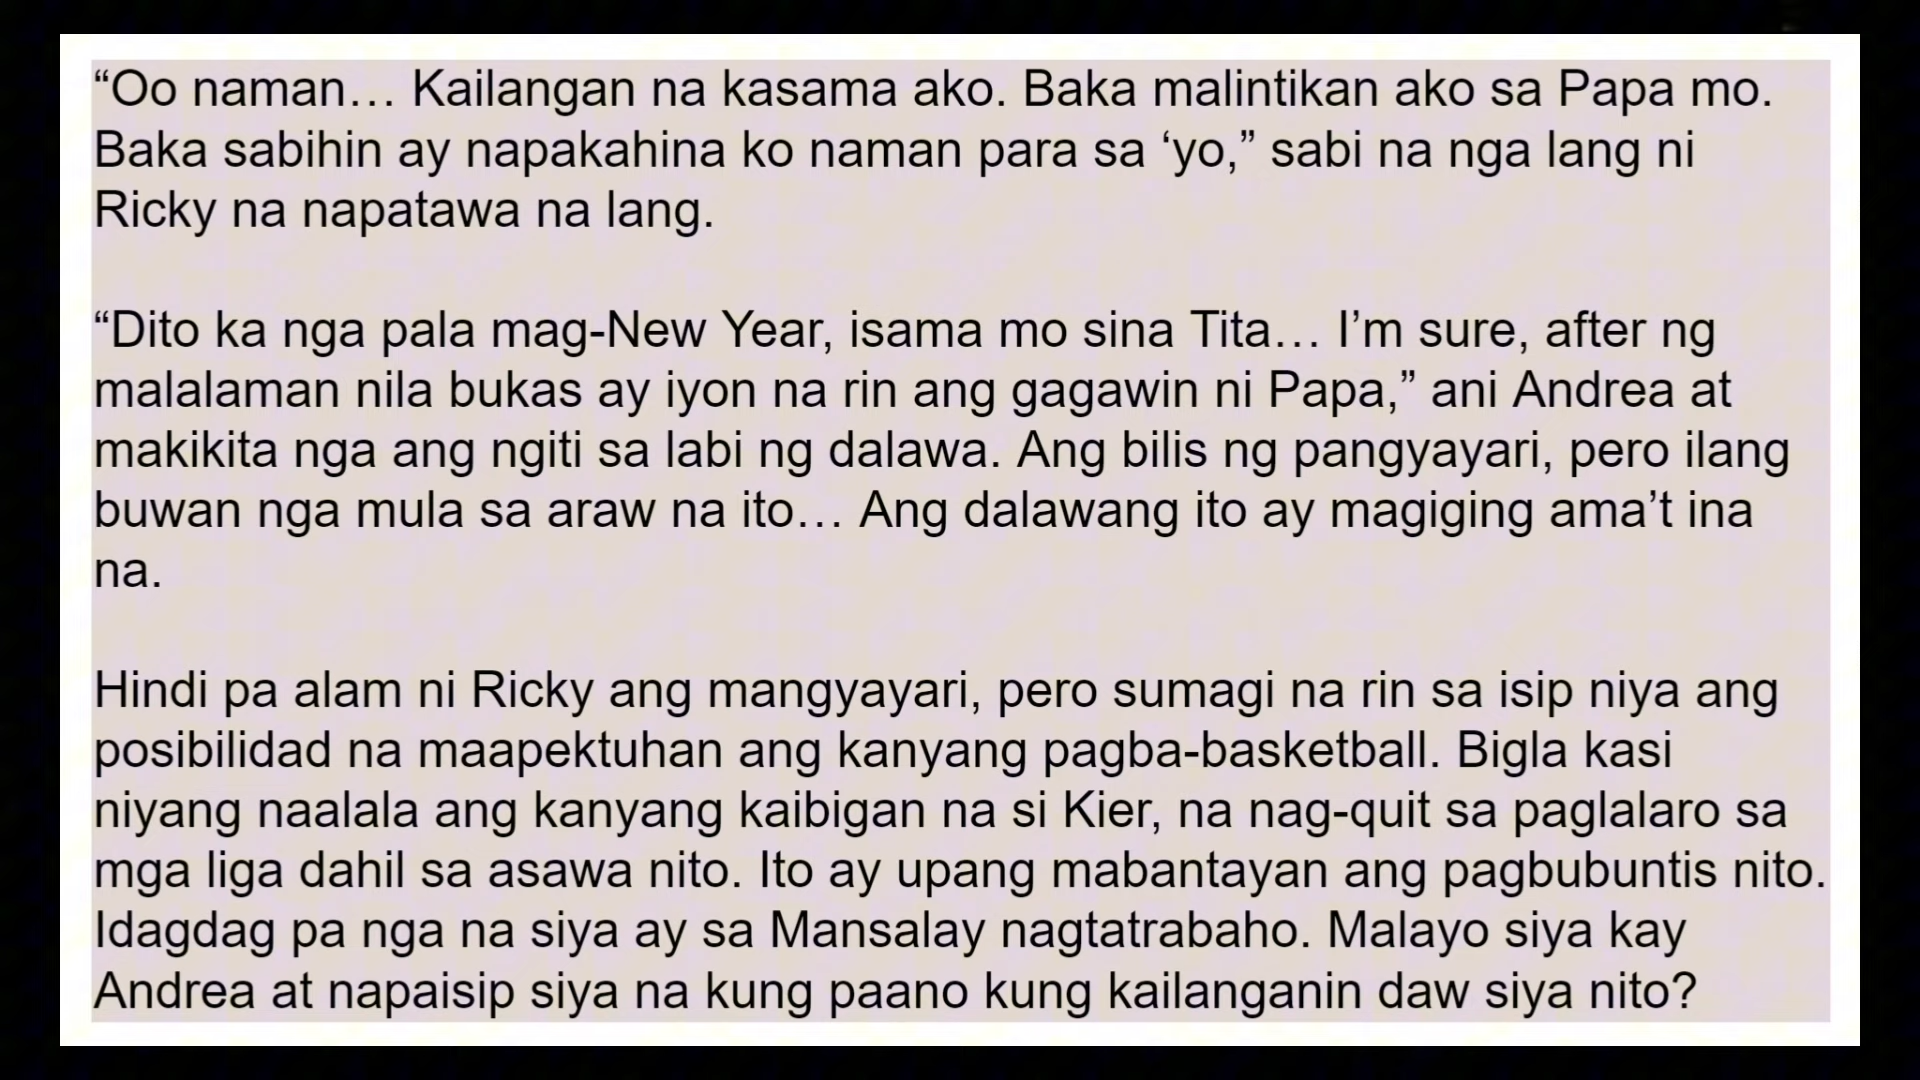 “Oo naman… Kailangan na kasama ako. Baka malintikan ako sa Papa mo.
Baka sabihin ay napakahina ko naman para sa ‘yo,” sabi na nga lang ni
Ricky na napatawa na lang.
“Dito ka nga pala mag-New Year, isama mo sina Tita… I’m sure, after ng
malalaman nila bukas ay iyon na rin ang gagawin ni Papa,” ani Andrea at
makikita nga ang ngiti sa labi ng dalawa. Ang bilis ng pangyayari, pero ilang
buwan nga mula sa araw na ito… Ang dalawang ito ay magiging ama’t ina
na.
Hindi pa alam ni Ricky ang mangyayari, pero sumagi na rin sa isip niya ang
posibilidad na maapektuhan ang kanyang pagba-basketball. Bigla kasi
niyang naalala ang kanyang kaibigan na si Kier, na nag-quit sa paglalaro sa
mga liga dahil sa asawa nito. Ito ay upang mabantayan ang pagbubuntis nito.
Idagdag pa nga na siya ay sa Mansalay nagtatrabaho. Malayo siya kay
Andrea at napaisip siya na kung paano kung kailanganin daw siya nito?